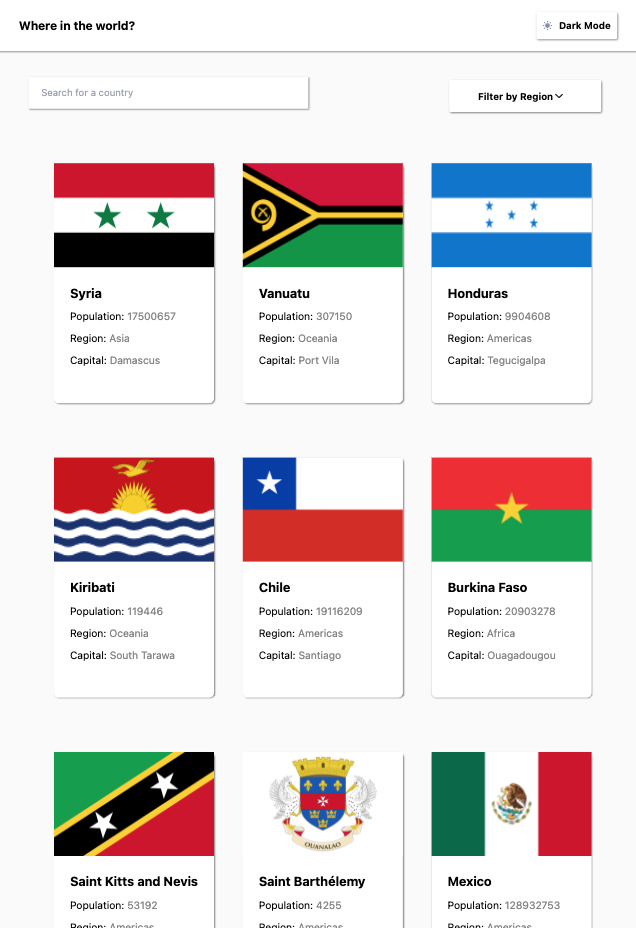 Where in the world?
Dark Mode
Search for a country
Filter by Region
Syria
Population: 17500657
Region: Asia
Capital: Damascus
Vanuatu
Population: 307150
Region: Oceania
Capital: Port Vila
Honduras
Population: 9904608
Region: Americas
Capital: Tegucigalpa
Kiribati
Population: 119446
Region: Oceania
Capital: South Tarawa
Chile
Population: 19116209
Region: Americas
Capital: Santiago
Burkina Faso
Population: 20903278
Region: Africa
Capital: Ouagadougou
Saint Kitts and Nevis
Population: 53192
Region: Americas
OUANALAO
Saint Barthélemy
Population: 4255
Region: Americas
Mexico
Population: 128932753
Region: Americas